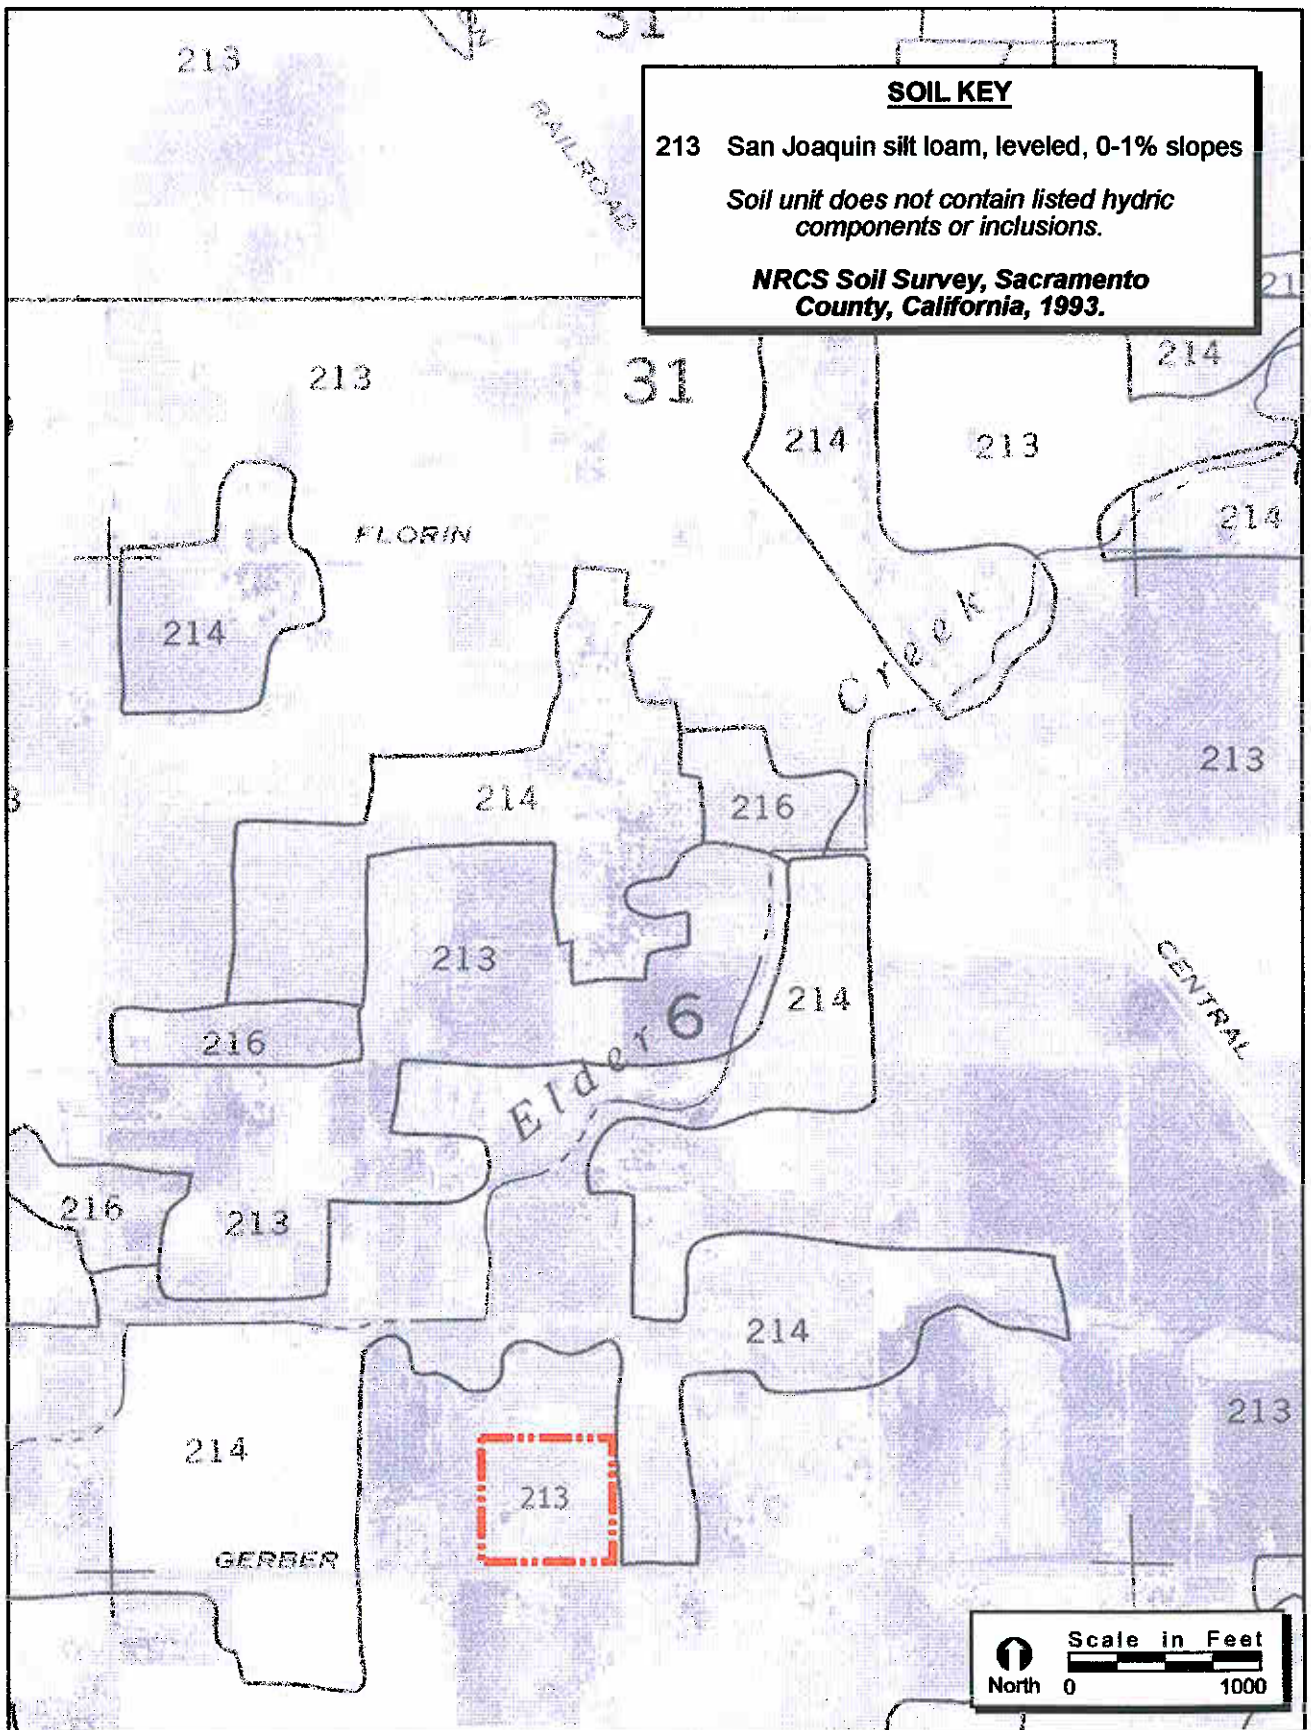 31
213
RAILROAD
SOIL KEY
213 San Joaquin silt loam, leveled, 0-1% slopes
Soil unit does not contain listed hydric
components or inclusions.
NRCS Soil Survey, Sacramento
County, California, 1993.
21
214
213
31
214
213
214
FLORIN
214
Creek
213
214
216
213
6
214
CENTRAL
216
Elder
216
213
214
213
214
213
GERBER
North
Scale in Feet
0 1000